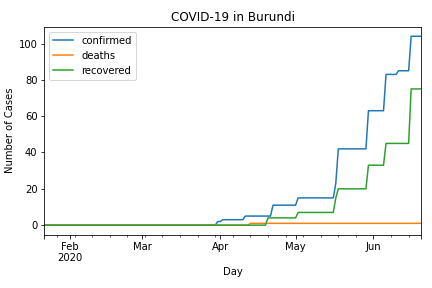 COVID-19 in Burundi
confirmed
deaths
recovered
Number of Cases
100
80
60
40
20
0
Feb
2020
Mar
Apr
May
Jun
Day